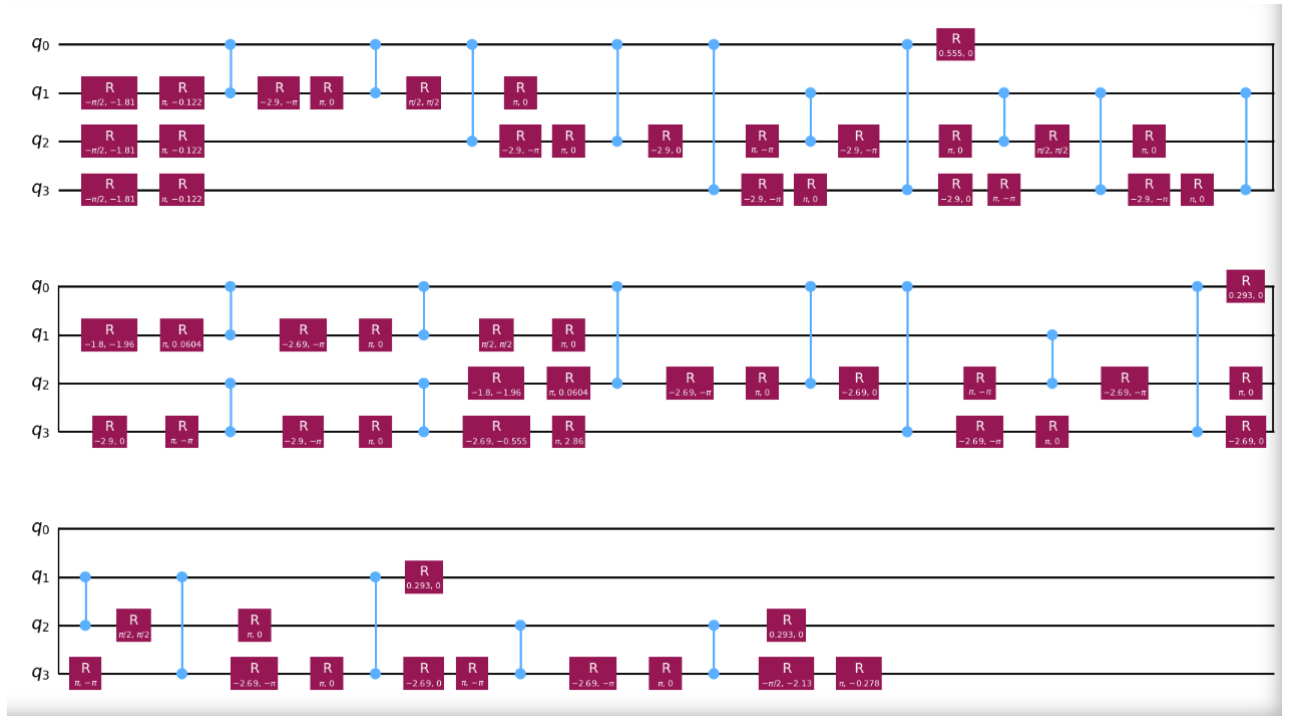 q0 R 0.555, 0
q1 R −π/2, −1.81 R π, −0.122 R −2.9, −π R π, 0 R π/2, π/2 R π, 0
q2 R −π/2, −1.81 R π, −0.122 R −2.9, −π R π, 0 R −2.9, 0 R π, −π R −2.9, −π R π, 0 R π/2, π/2 R π, 0
q3 R −π/2, −1.81 R π, −0.122 R −2.9, −π R π, 0 R −2.9, 0 R π, −π R −2.9, −π R π, 0
q0 R 0.293, 0
q1 R −1.8, −1.96 R π, 0.0604 R −2.69, −π R π, 0 R π/2, π/2 R π, 0
q2 R −1.8, −1.96 R π, 0.0604 R −2.69, −π R π, 0 R −2.69, 0 R π, −π R −2.69, −π R π, 0
q3 R −2.9, 0 R π, −π R −2.9, −π R π, 0 R −2.69, −0.555 R π, 2.86 R −2.69, −π R π, 0 R −2.69, 0
q0
q1 R 0.293, 0
q2 R π/2, π/2 R π, 0 R 0.293, 0
q3 R π, −π R −2.69, −π R π, 0 R −2.69, 0 R π, −π R −2.69, −π R π, 0 R −π/2, −2.13 R π, −0.278